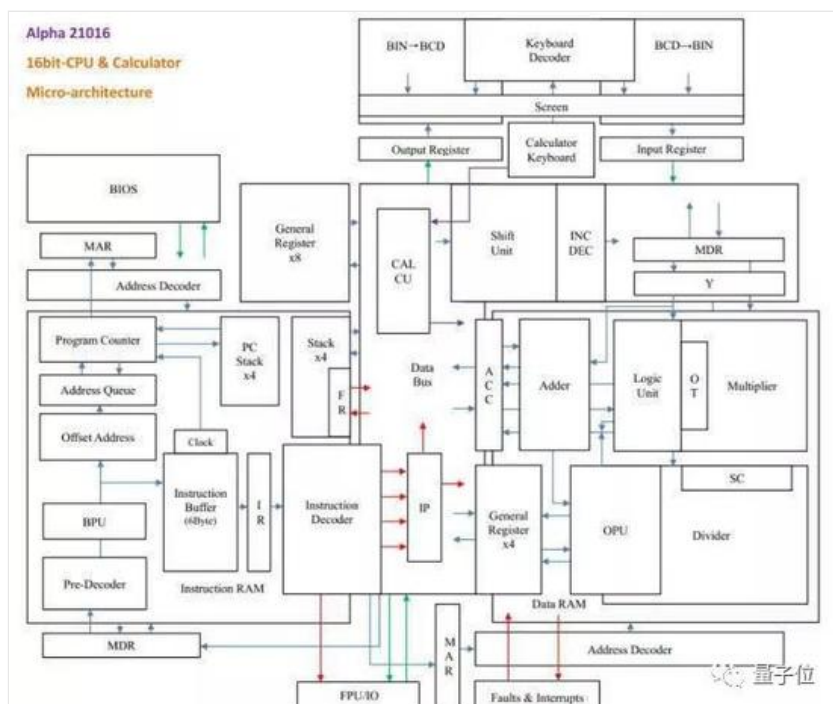 Alpha 21016
16bit-CPU & Calculator
Micro-architecture
BIN→BCD
Keyboard
Decoder
BCD→BIN
Screen
Output Register
Calculator
Keyboard
Input Register
BIOS
MAR
Address Decoder
General
Register
x8
CAL
CU
Shift
Unit
INC
DEC
MDR
Y
Program Counter
PC
Stack
x4
Stack
x4
F
R
Address Queue
Offset Address
Data
Bus
A
C
C
Adder
Logic
Unit
O
T
Multiplier
Clock
Instruction
Buffer
(6Byte)
I
R
Instruction
Decoder
IP
General
Register
x4
OPU
SC
Divider
BPU
Pre-Decoder
Instruction RAM
Data RAM
MDR
M
A
R
Address Decoder
FPU/IO
Faults & Interrupts
量子位